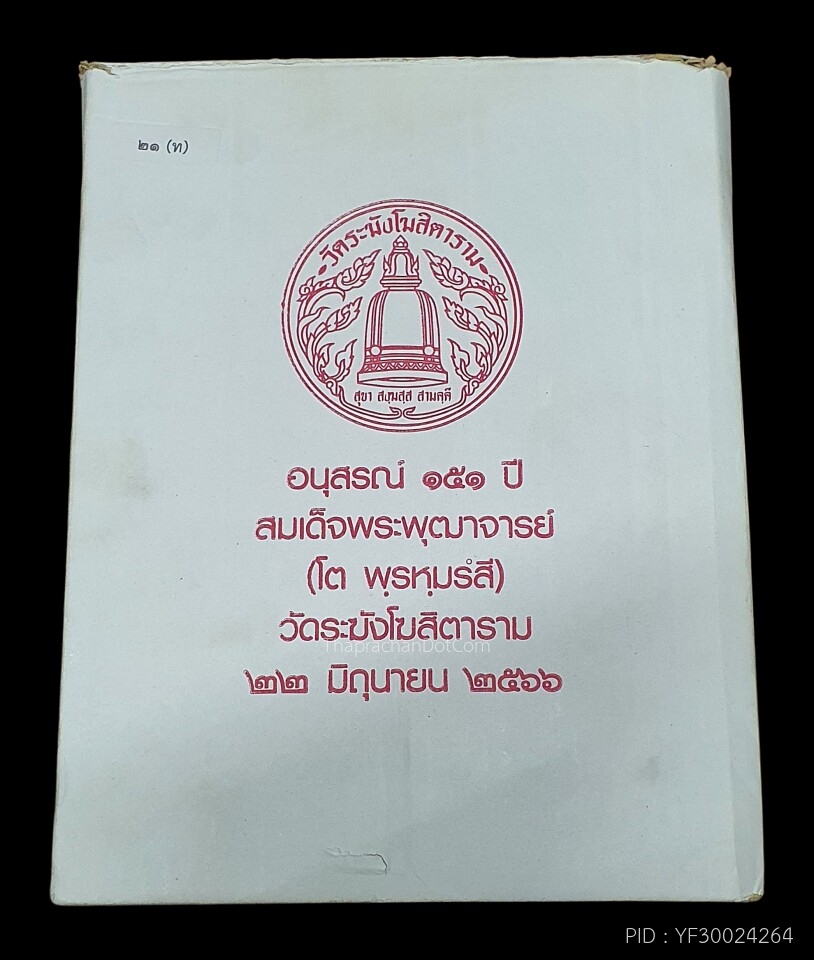 ๒๑ (ท)
วัดระฆังโฆสิตาราม
สุขา สงฺฆสฺส สามคฺคี
อนุสรณ์ ๑๕๑ ปี
สมเด็จพระพุฒาจารย์
(โต พฺรหฺมรํสี)
วัดระฆังโฆสิตาราม
ThaprachanDotCom
๒๒ มิถุนายน ๒๕๖๖
PID : YF30024264